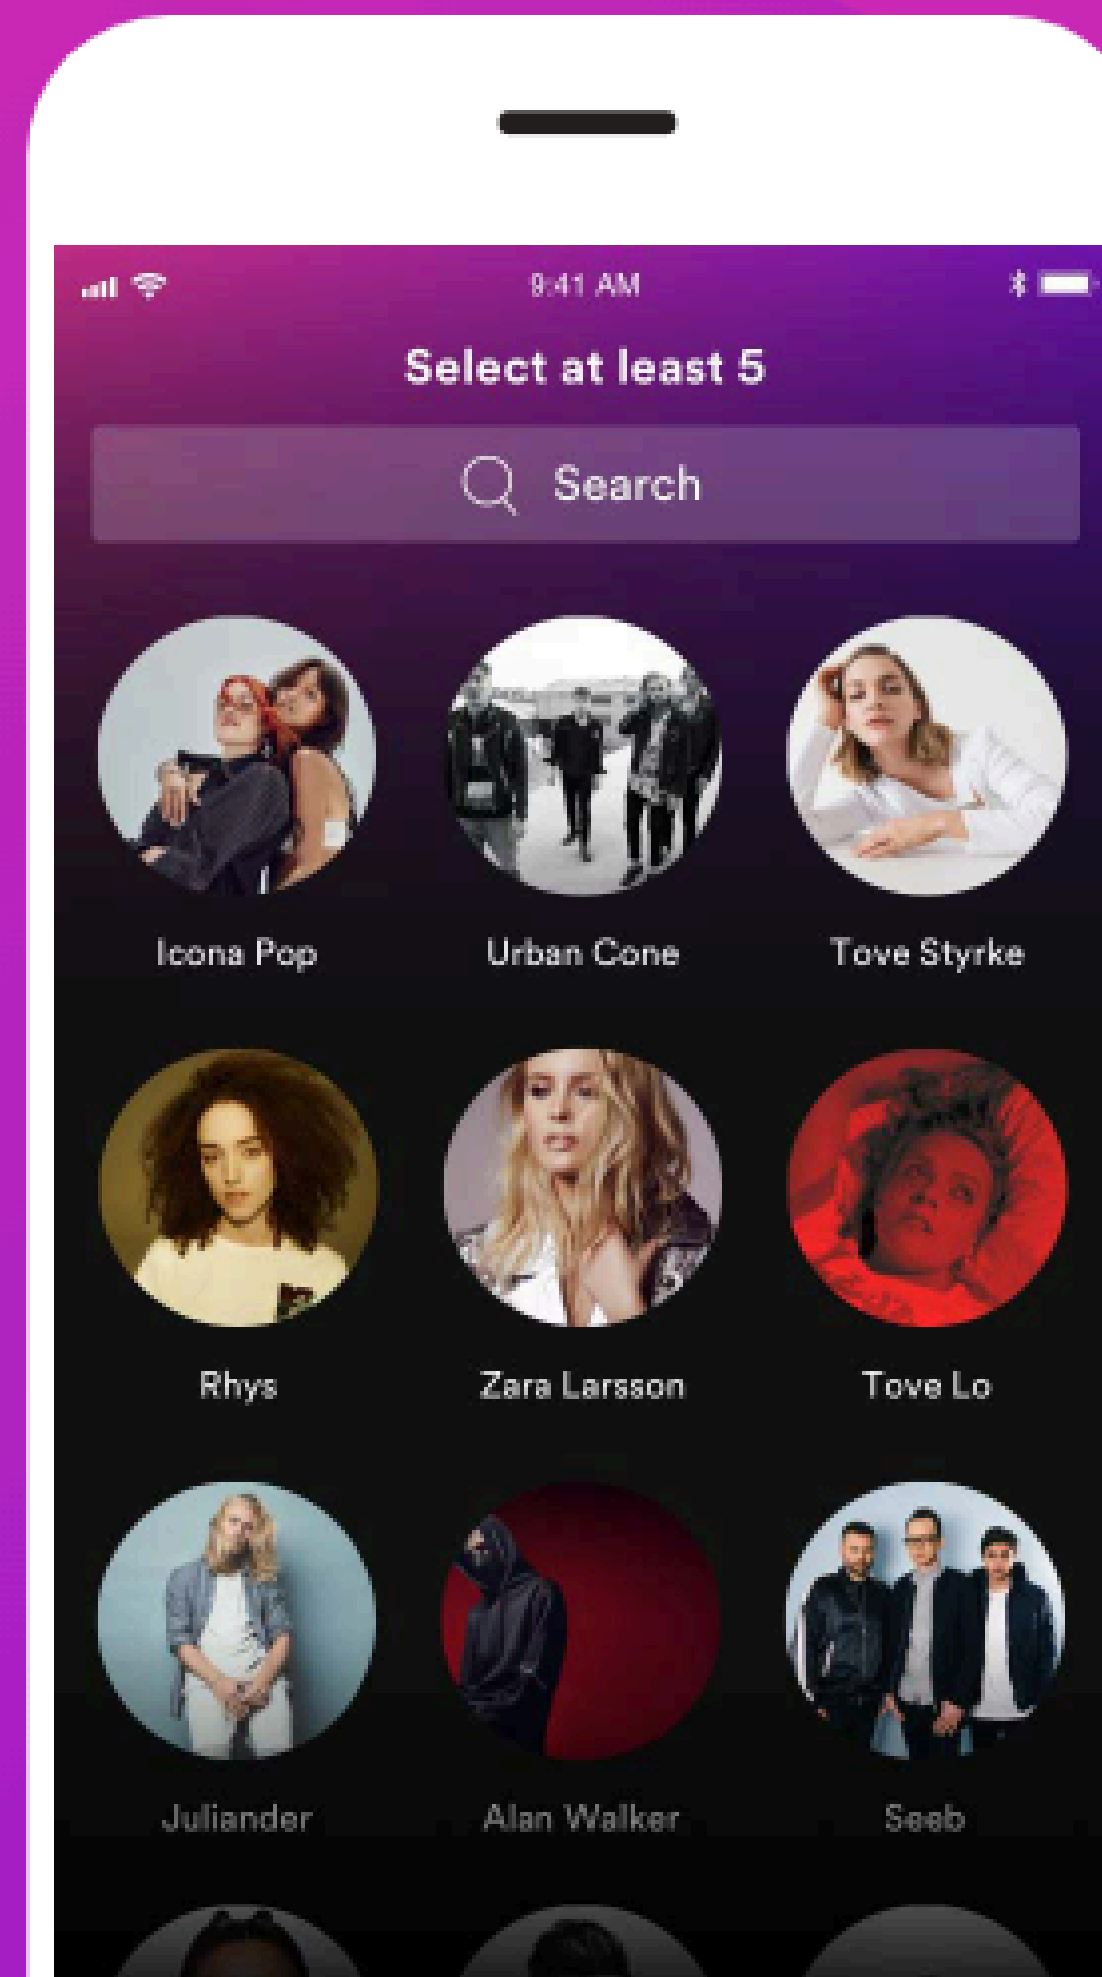 9:41 AM
Select at least 5
Search
Icona Pop
Urban Cone
Tove Styrke
Rhys
Zara Larsson
Tove Lo
Juliander
Alan Walker
Seeb